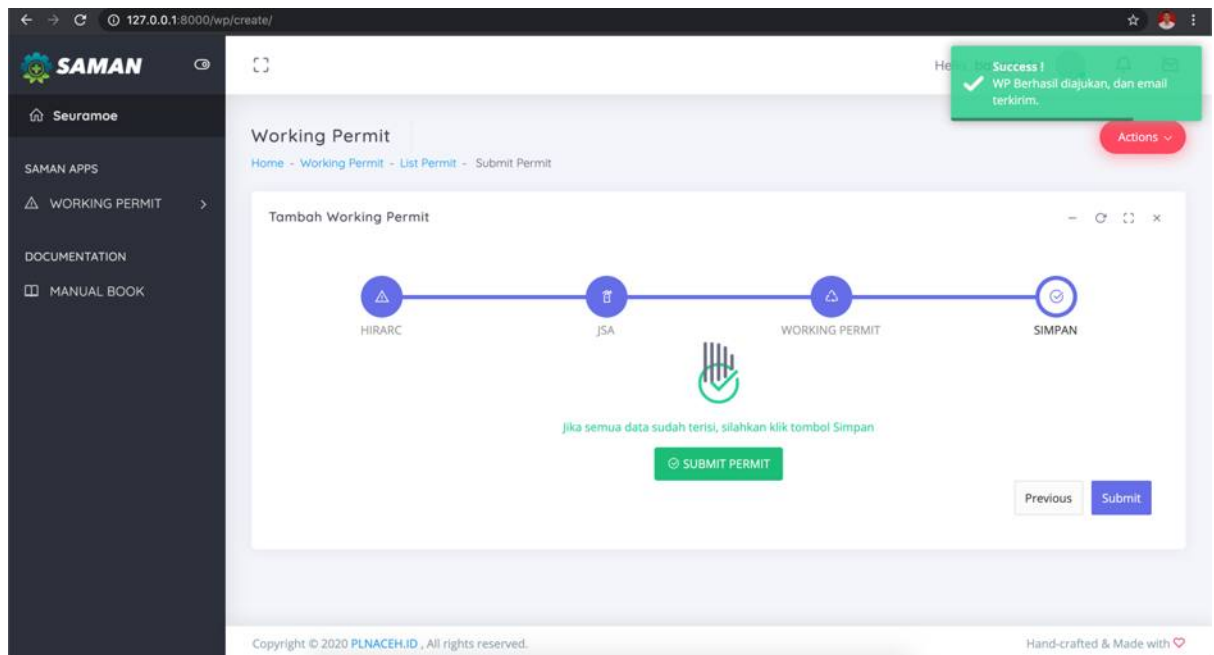 127.0.0.1:8000/wp/create/
SAMAN
Seuramoe
SAMAN APPS
WORKING PERMIT
DOCUMENTATION
MANUAL BOOK
Success !
WP Berhasil diajukan, dan email
terkirim.
Working Permit
Actions
Home - Working Permit - List Permit - Submit Permit
Tambah Working Permit
HIRARC
JSA
WORKING PERMIT
SIMPAN
Jika semua data sudah terisi, silahkan klik tombol Simpan
SUBMIT PERMIT
Previous
Submit
Copyright © 2020 PLNACEH.ID , All rights reserved.
Hand-crafted & Made with